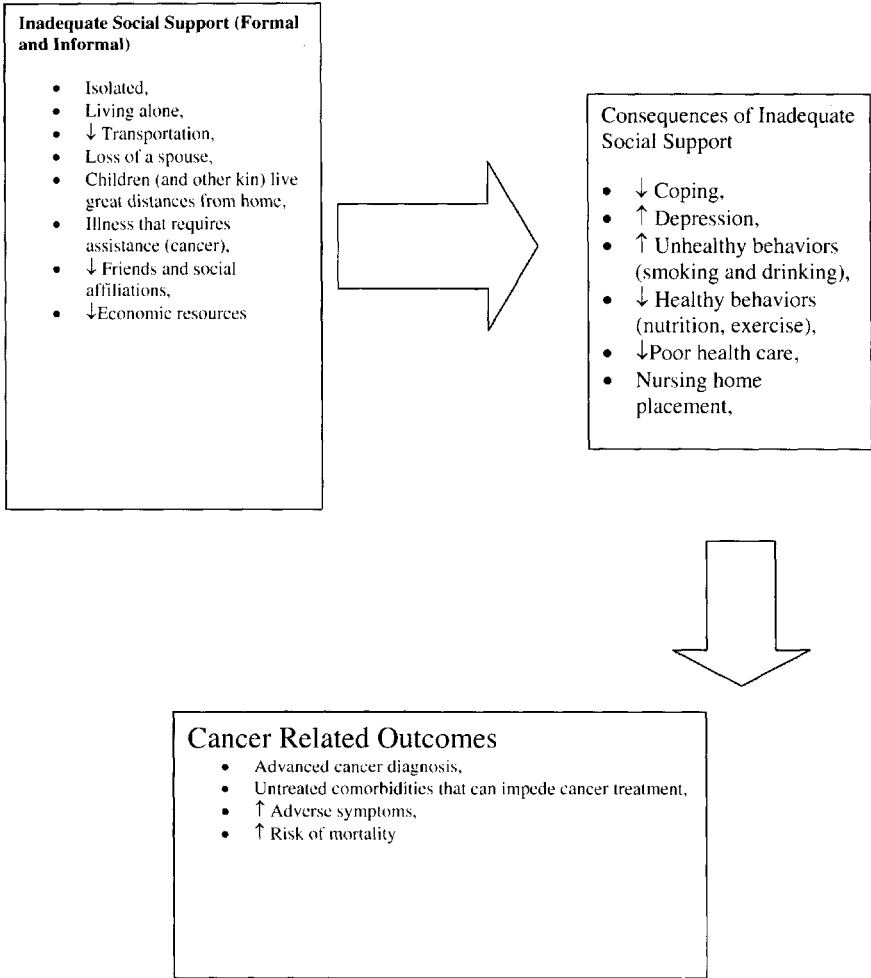 Inadequate Social Support (Formal
and Informal)
• Isolated,
• Living alone,
• ↓ Transportation,
• Loss of a spouse,
• Children (and other kin) live
great distances from home,
• Illness that requires
assistance (cancer),
• ↓ Friends and social
affiliations,
• ↓Economic resources
Consequences of Inadequate
Social Support
• ↓ Coping,
• ↑ Depression,
• ↑ Unhealthy behaviors
(smoking and drinking),
• ↓ Healthy behaviors
(nutrition, exercise),
• ↓Poor health care,
• Nursing home
placement,
Cancer Related Outcomes
• Advanced cancer diagnosis,
• Untreated comorbidities that can impede cancer treatment,
• ↑ Adverse symptoms,
• ↑ Risk of mortality